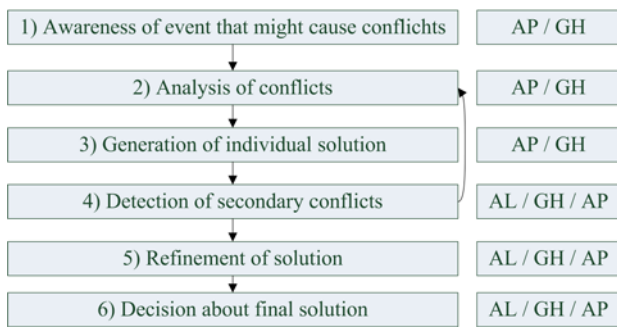 1) Awareness of event that might cause conflichts
AP / GH
2) Analysis of conflicts
AP / GH
3) Generation of individual solution
AP / GH
4) Detection of secondary conflicts
AL / GH / AP
5) Refinement of solution
AL / GH / AP
6) Decision about final solution
AL / GH / AP